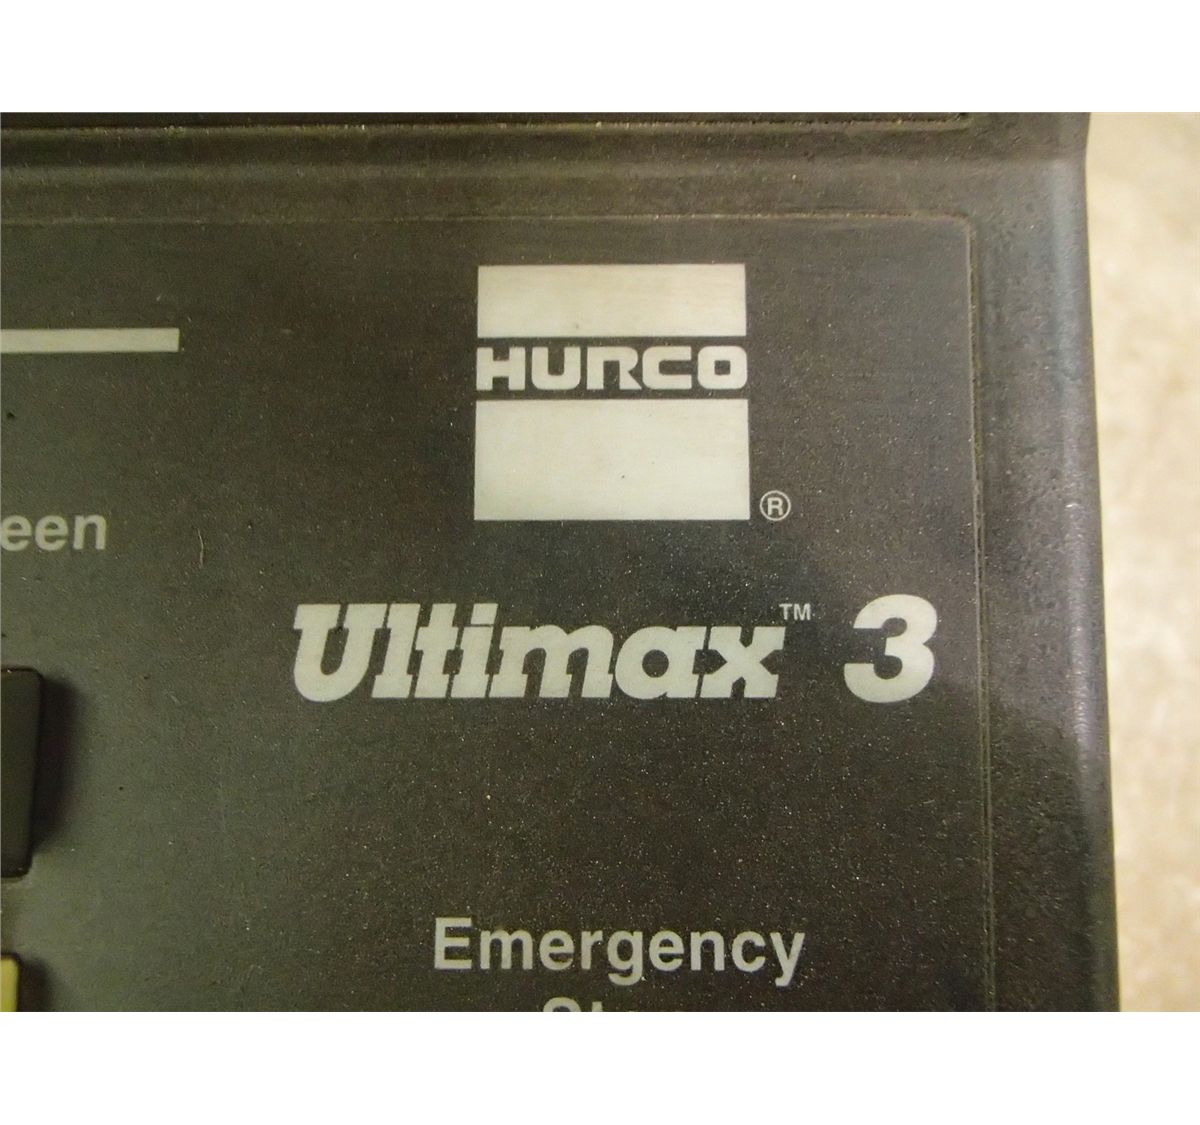 HURCO
®
een
Ultimax™ 3
Emergency